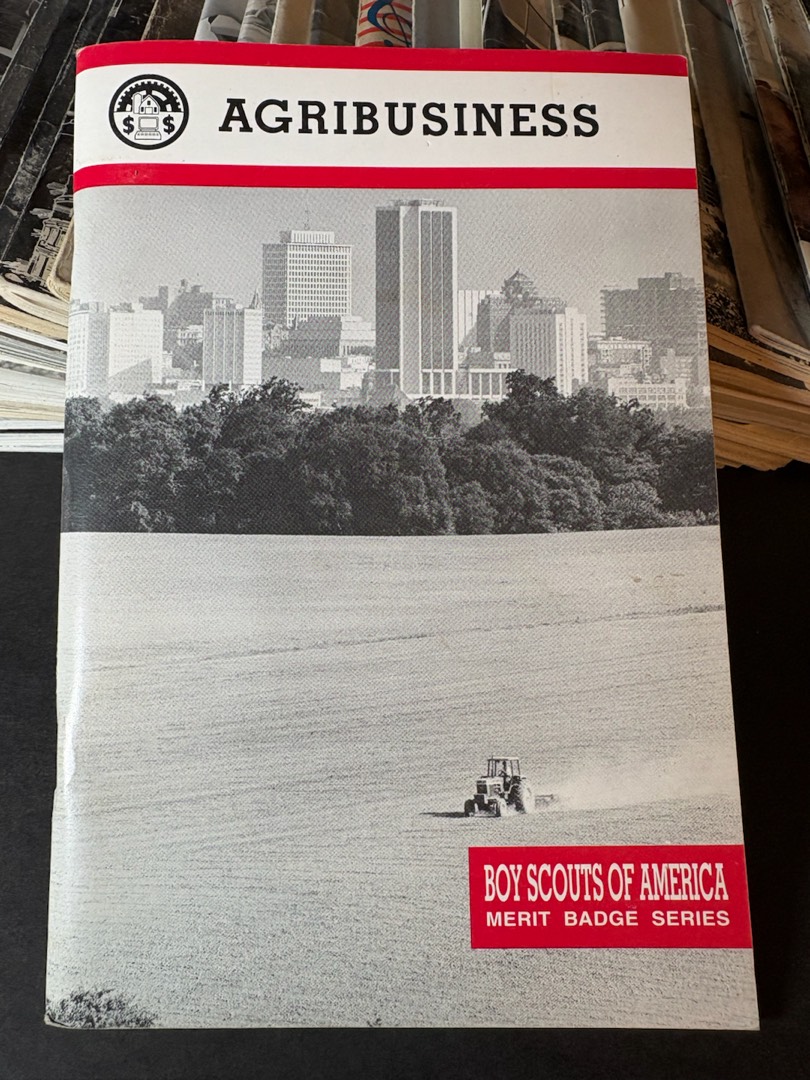 $ $
AGRIBUSINESS
BOY SCOUTS OF AMERICA
MERIT BADGE SERIES